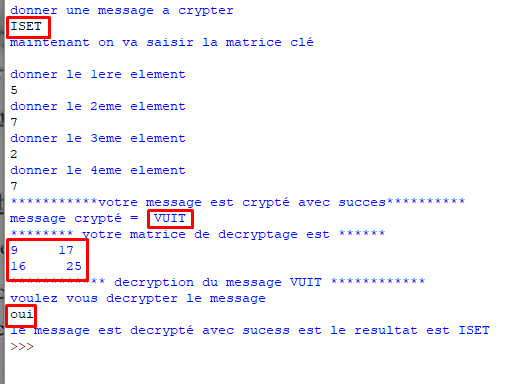 donner une message a crypter
ISET
maintenant on va saisir la matrice clé
donner le 1ere element
5
donner le 2eme element
7
donner le 3eme element
2
donner le 4eme element
7
***********votre message est crypté avec succes**********
message crypté = VUIT
******** votre matrice de decryptage est ******
9 17
16 25
************ decryption du message VUIT ************
voulez vous decrypter le message
oui
le message est decrypté avec sucess est le resultat est ISET
>>>